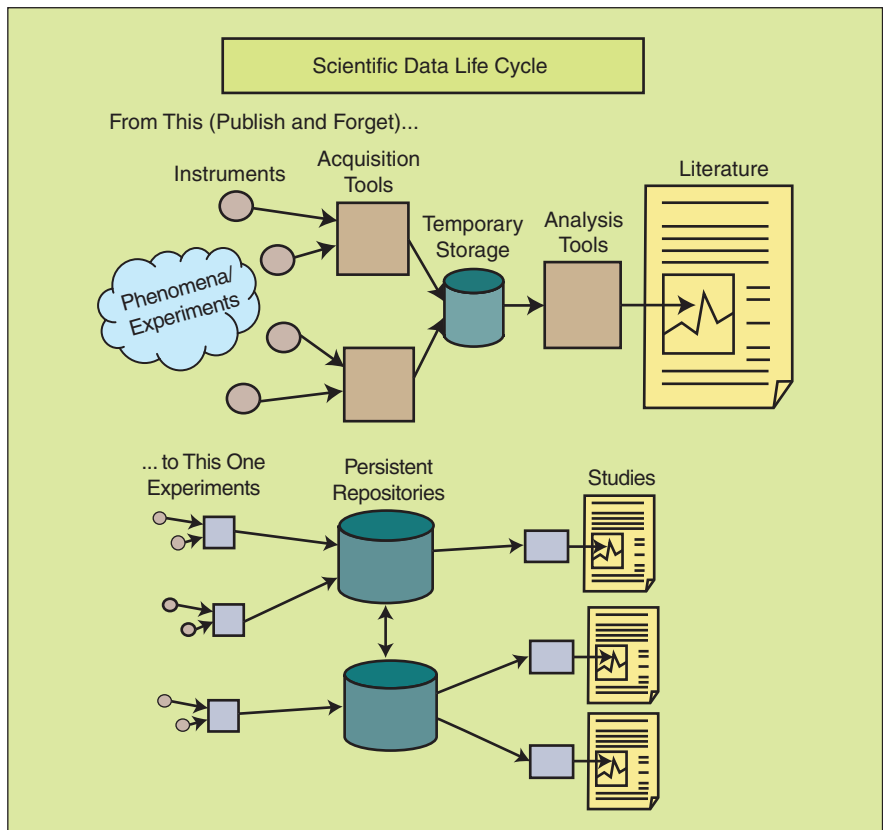 Scientific Data Life Cycle
From This (Publish and Forget)...
Instruments
Acquisition
Tools
Temporary
Storage
Analysis
Tools
Literature
Phenomena/
Experiments
... to This One
Experiments
Persistent
Repositories
Studies